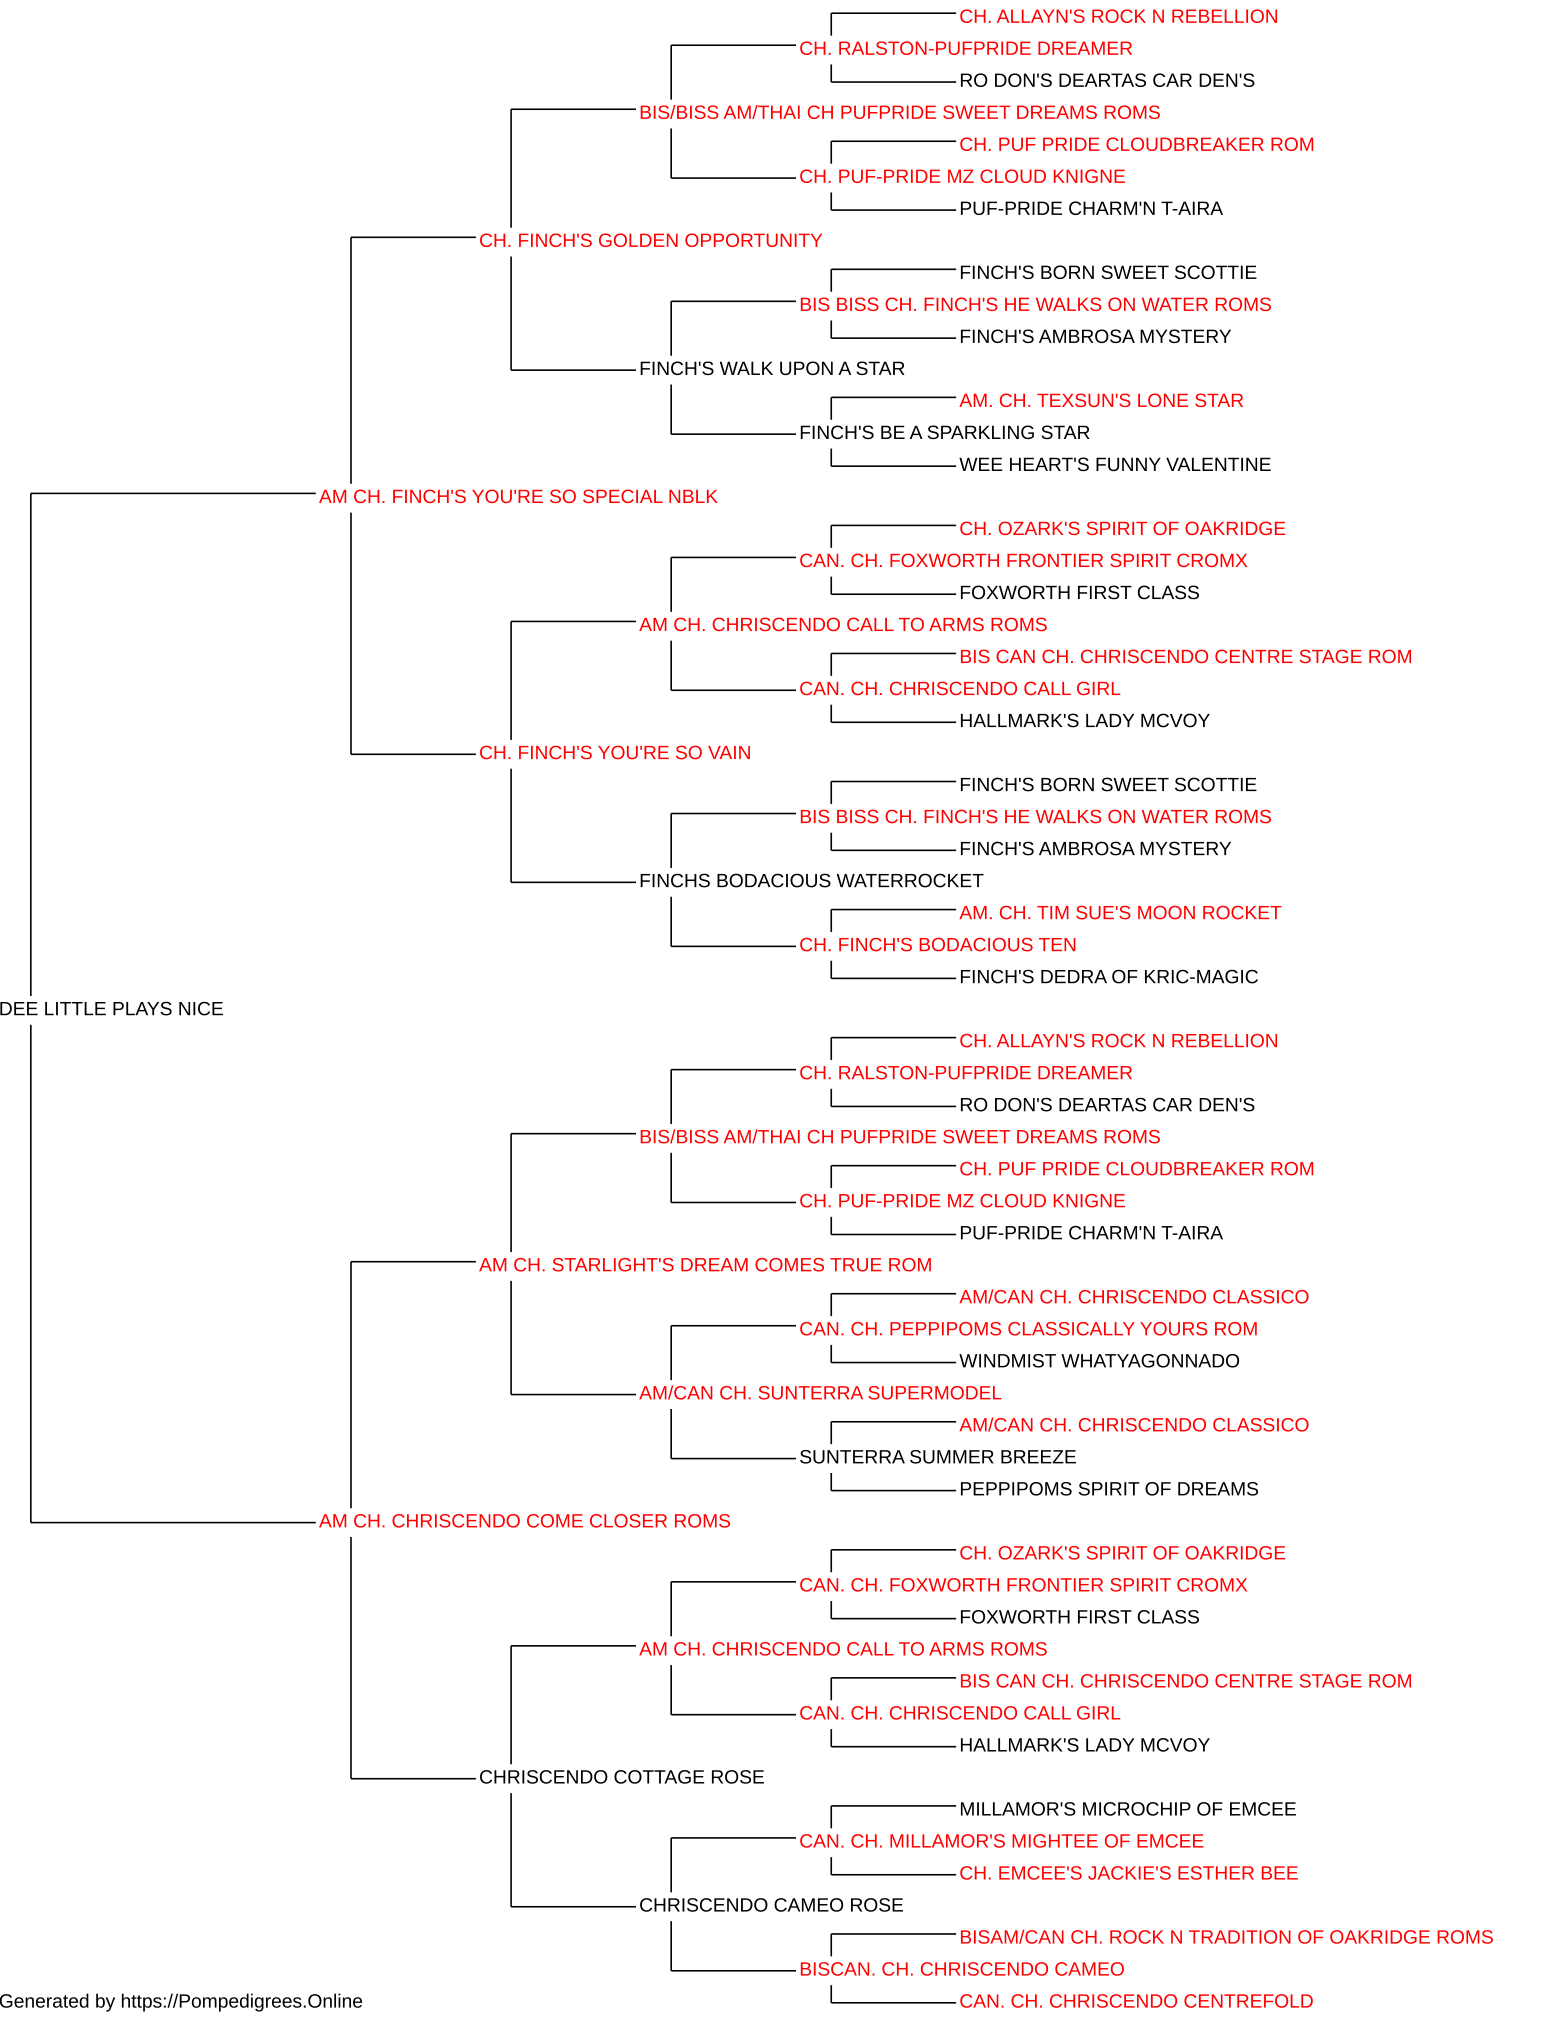 CH. ALLAYN'S ROCK N REBELLION
CH. RALSTON-PUFPRIDE DREAMER
RO DON'S DEARTAS CAR DEN'S
BIS/BISS AM/THAI CH PUFPRIDE SWEET DREAMS ROMS
CH. PUF PRIDE CLOUDBREAKER ROM
CH. PUF-PRIDE MZ CLOUD KNIGNE
PUF-PRIDE CHARM'N T-AIRA
CH. FINCH'S GOLDEN OPPORTUNITY
FINCH'S BORN SWEET SCOTTIE
BIS BISS CH. FINCH'S HE WALKS ON WATER ROMS
FINCH'S AMBROSA MYSTERY
FINCH'S WALK UPON A STAR
AM. CH. TEXSUN'S LONE STAR
FINCH'S BE A SPARKLING STAR
WEE HEART'S FUNNY VALENTINE
AM CH. FINCH'S YOU'RE SO SPECIAL NBLK
CH. OZARK'S SPIRIT OF OAKRIDGE
CAN. CH. FOXWORTH FRONTIER SPIRIT CROMX
FOXWORTH FIRST CLASS
AM CH. CHRISCENDO CALL TO ARMS ROMS
BIS CAN CH. CHRISCENDO CENTRE STAGE ROM
CAN. CH. CHRISCENDO CALL GIRL
HALLMARK'S LADY MCVOY
CH. FINCH'S YOU'RE SO VAIN
FINCH'S BORN SWEET SCOTTIE
BIS BISS CH. FINCH'S HE WALKS ON WATER ROMS
FINCH'S AMBROSA MYSTERY
FINCHS BODACIOUS WATERROCKET
AM. CH. TIM SUE'S MOON ROCKET
CH. FINCH'S BODACIOUS TEN
FINCH'S DEDRA OF KRIC-MAGIC
DEE LITTLE PLAYS NICE
CH. ALLAYN'S ROCK N REBELLION
CH. RALSTON-PUFPRIDE DREAMER
RO DON'S DEARTAS CAR DEN'S
BIS/BISS AM/THAI CH PUFPRIDE SWEET DREAMS ROMS
CH. PUF PRIDE CLOUDBREAKER ROM
CH. PUF-PRIDE MZ CLOUD KNIGNE
PUF-PRIDE CHARM'N T-AIRA
AM CH. STARLIGHT'S DREAM COMES TRUE ROM
AM/CAN CH. CHRISCENDO CLASSICO
CAN. CH. PEPPIPOMS CLASSICALLY YOURS ROM
WINDMIST WHATYAGONNADO
AM/CAN CH. SUNTERRA SUPERMODEL
AM/CAN CH. CHRISCENDO CLASSICO
SUNTERRA SUMMER BREEZE
PEPPIPOMS SPIRIT OF DREAMS
AM CH. CHRISCENDO COME CLOSER ROMS
CH. OZARK'S SPIRIT OF OAKRIDGE
CAN. CH. FOXWORTH FRONTIER SPIRIT CROMX
FOXWORTH FIRST CLASS
AM CH. CHRISCENDO CALL TO ARMS ROMS
BIS CAN CH. CHRISCENDO CENTRE STAGE ROM
CAN. CH. CHRISCENDO CALL GIRL
HALLMARK'S LADY MCVOY
CHRISCENDO COTTAGE ROSE
MILLAMOR'S MICROCHIP OF EMCEE
CAN. CH. MILLAMOR'S MIGHTEE OF EMCEE
CH. EMCEE'S JACKIE'S ESTHER BEE
CHRISCENDO CAMEO ROSE
BISAM/CAN CH. ROCK N TRADITION OF OAKRIDGE ROMS
BISCAN. CH. CHRISCENDO CAMEO
CAN. CH. CHRISCENDO CENTREFOLD
Generated by https://Pompedigrees.Online